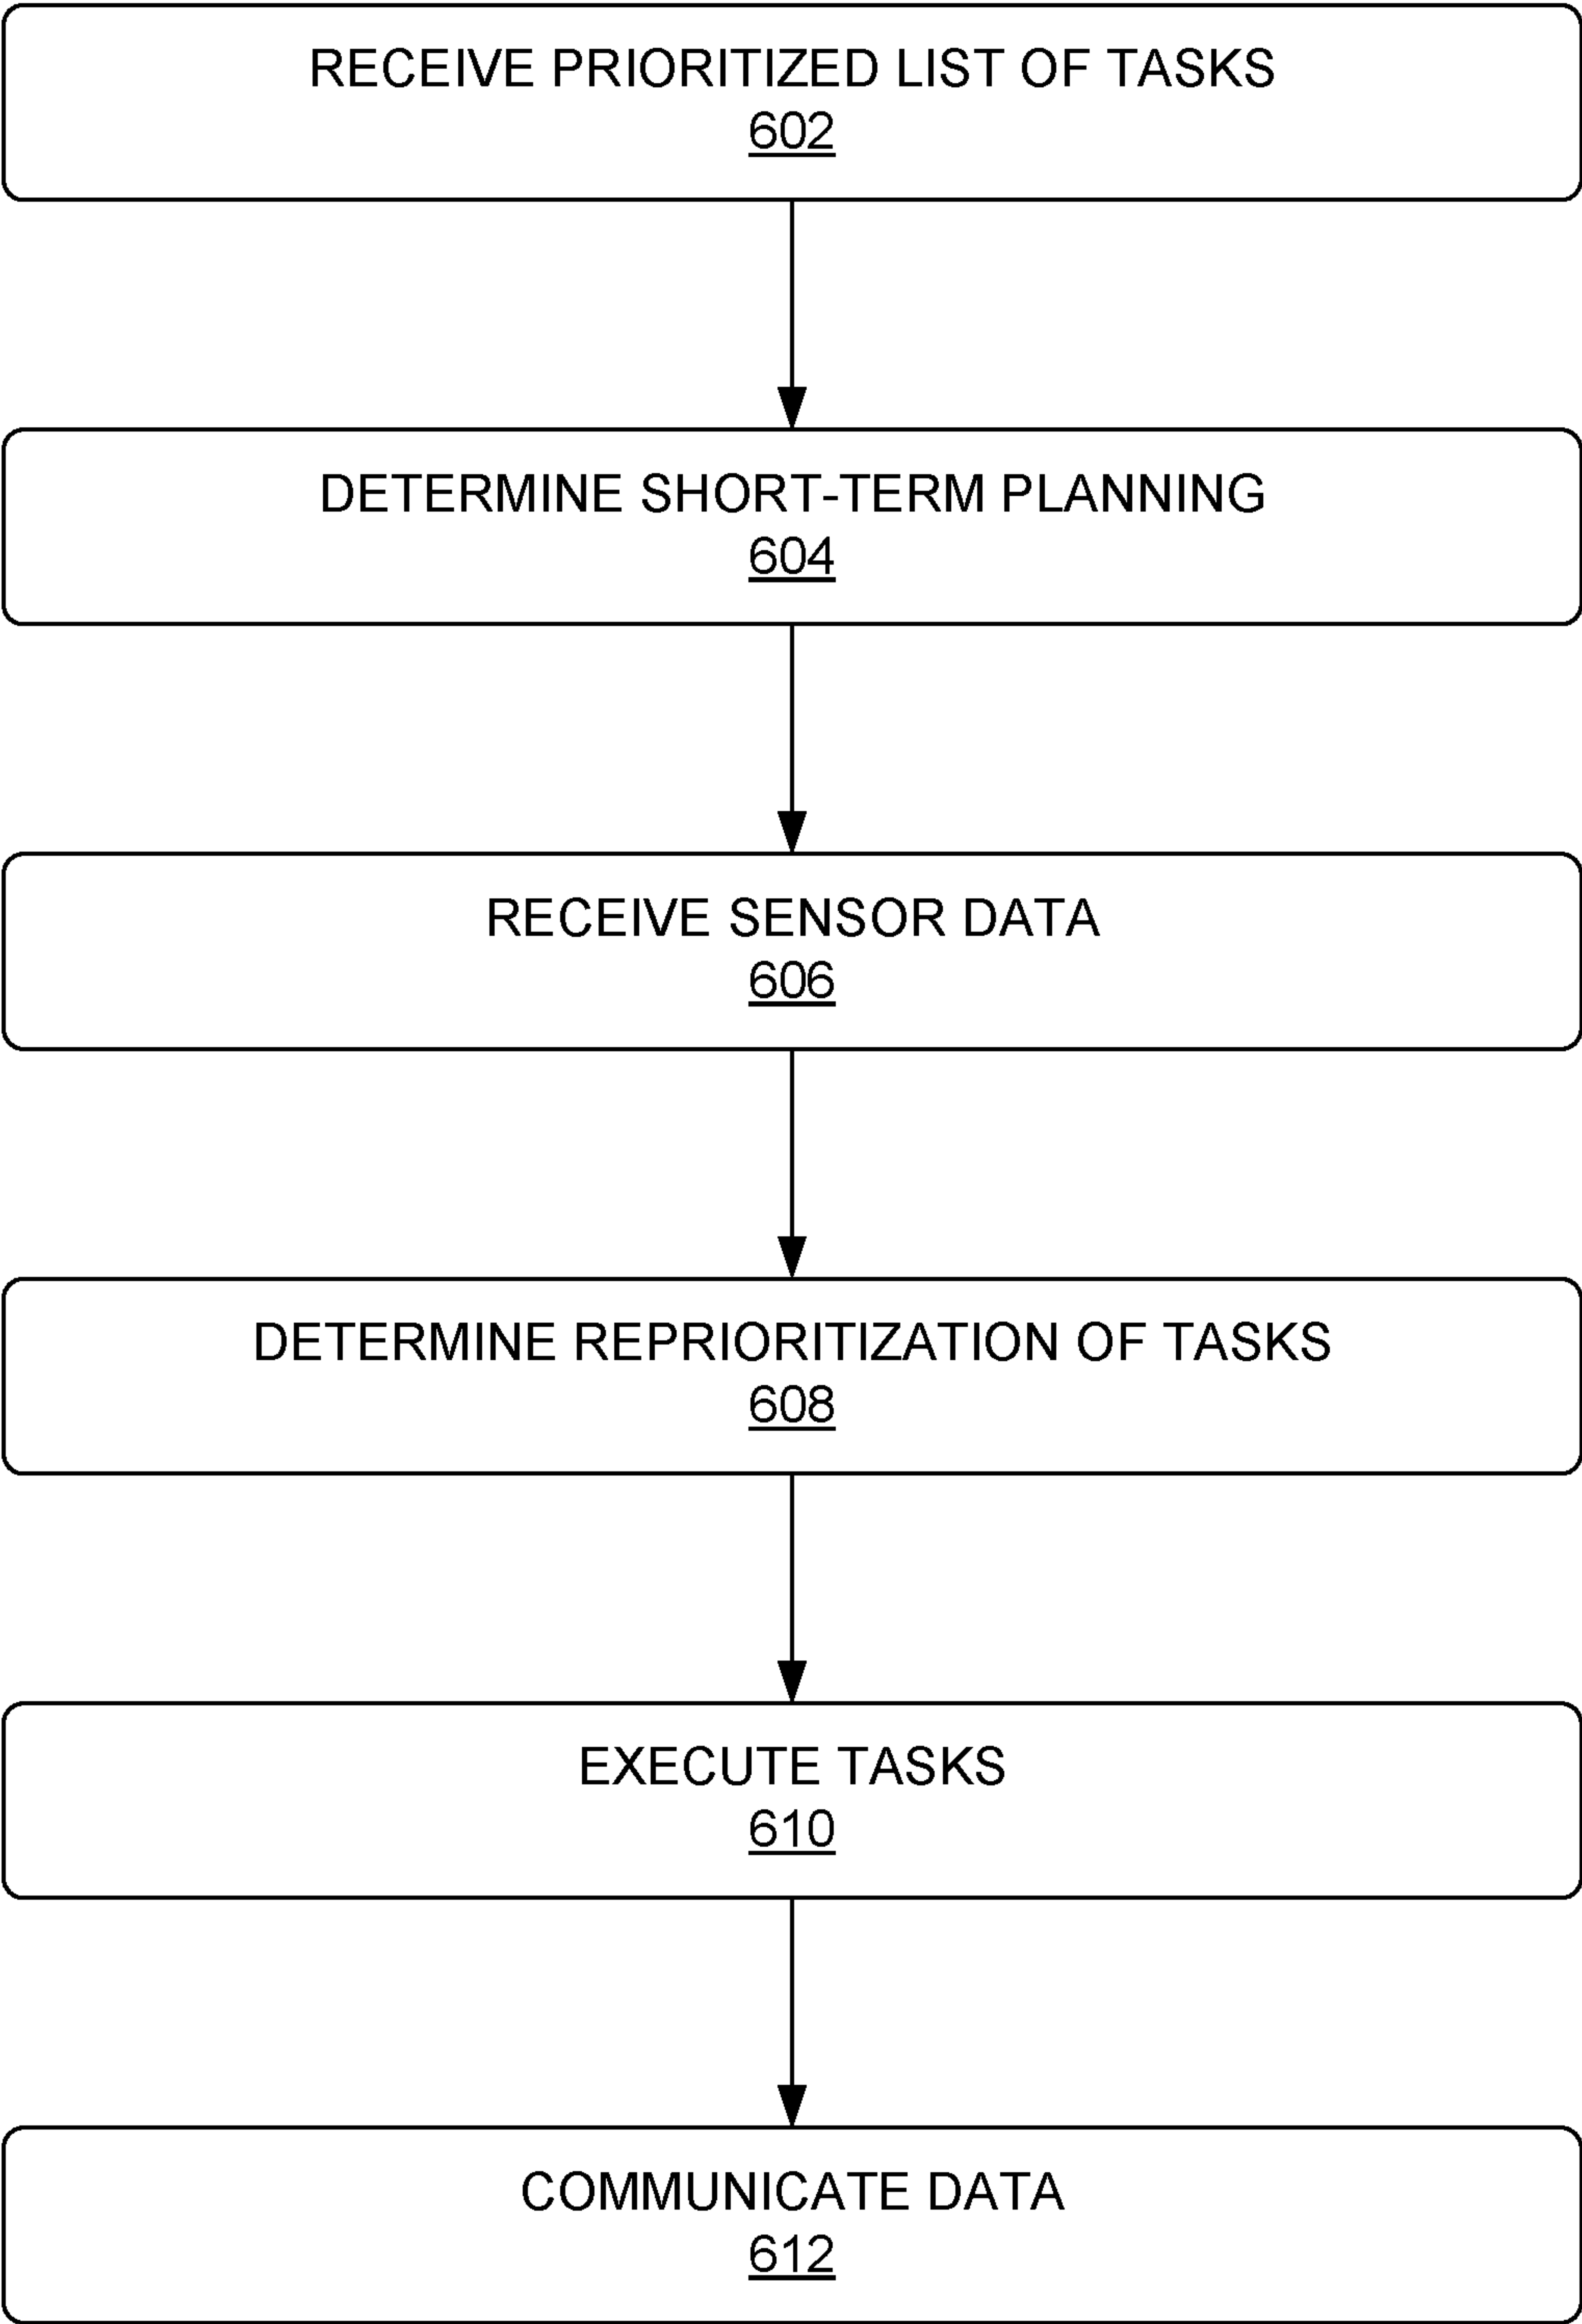 RECEIVE PRIORITIZED LIST OF TASKS
602
DETERMINE SHORT-TERM PLANNING
604
RECEIVE SENSOR DATA
606
DETERMINE REPRIORITIZATION OF TASKS
608
EXECUTE TASKS
610
COMMUNICATE DATA
612